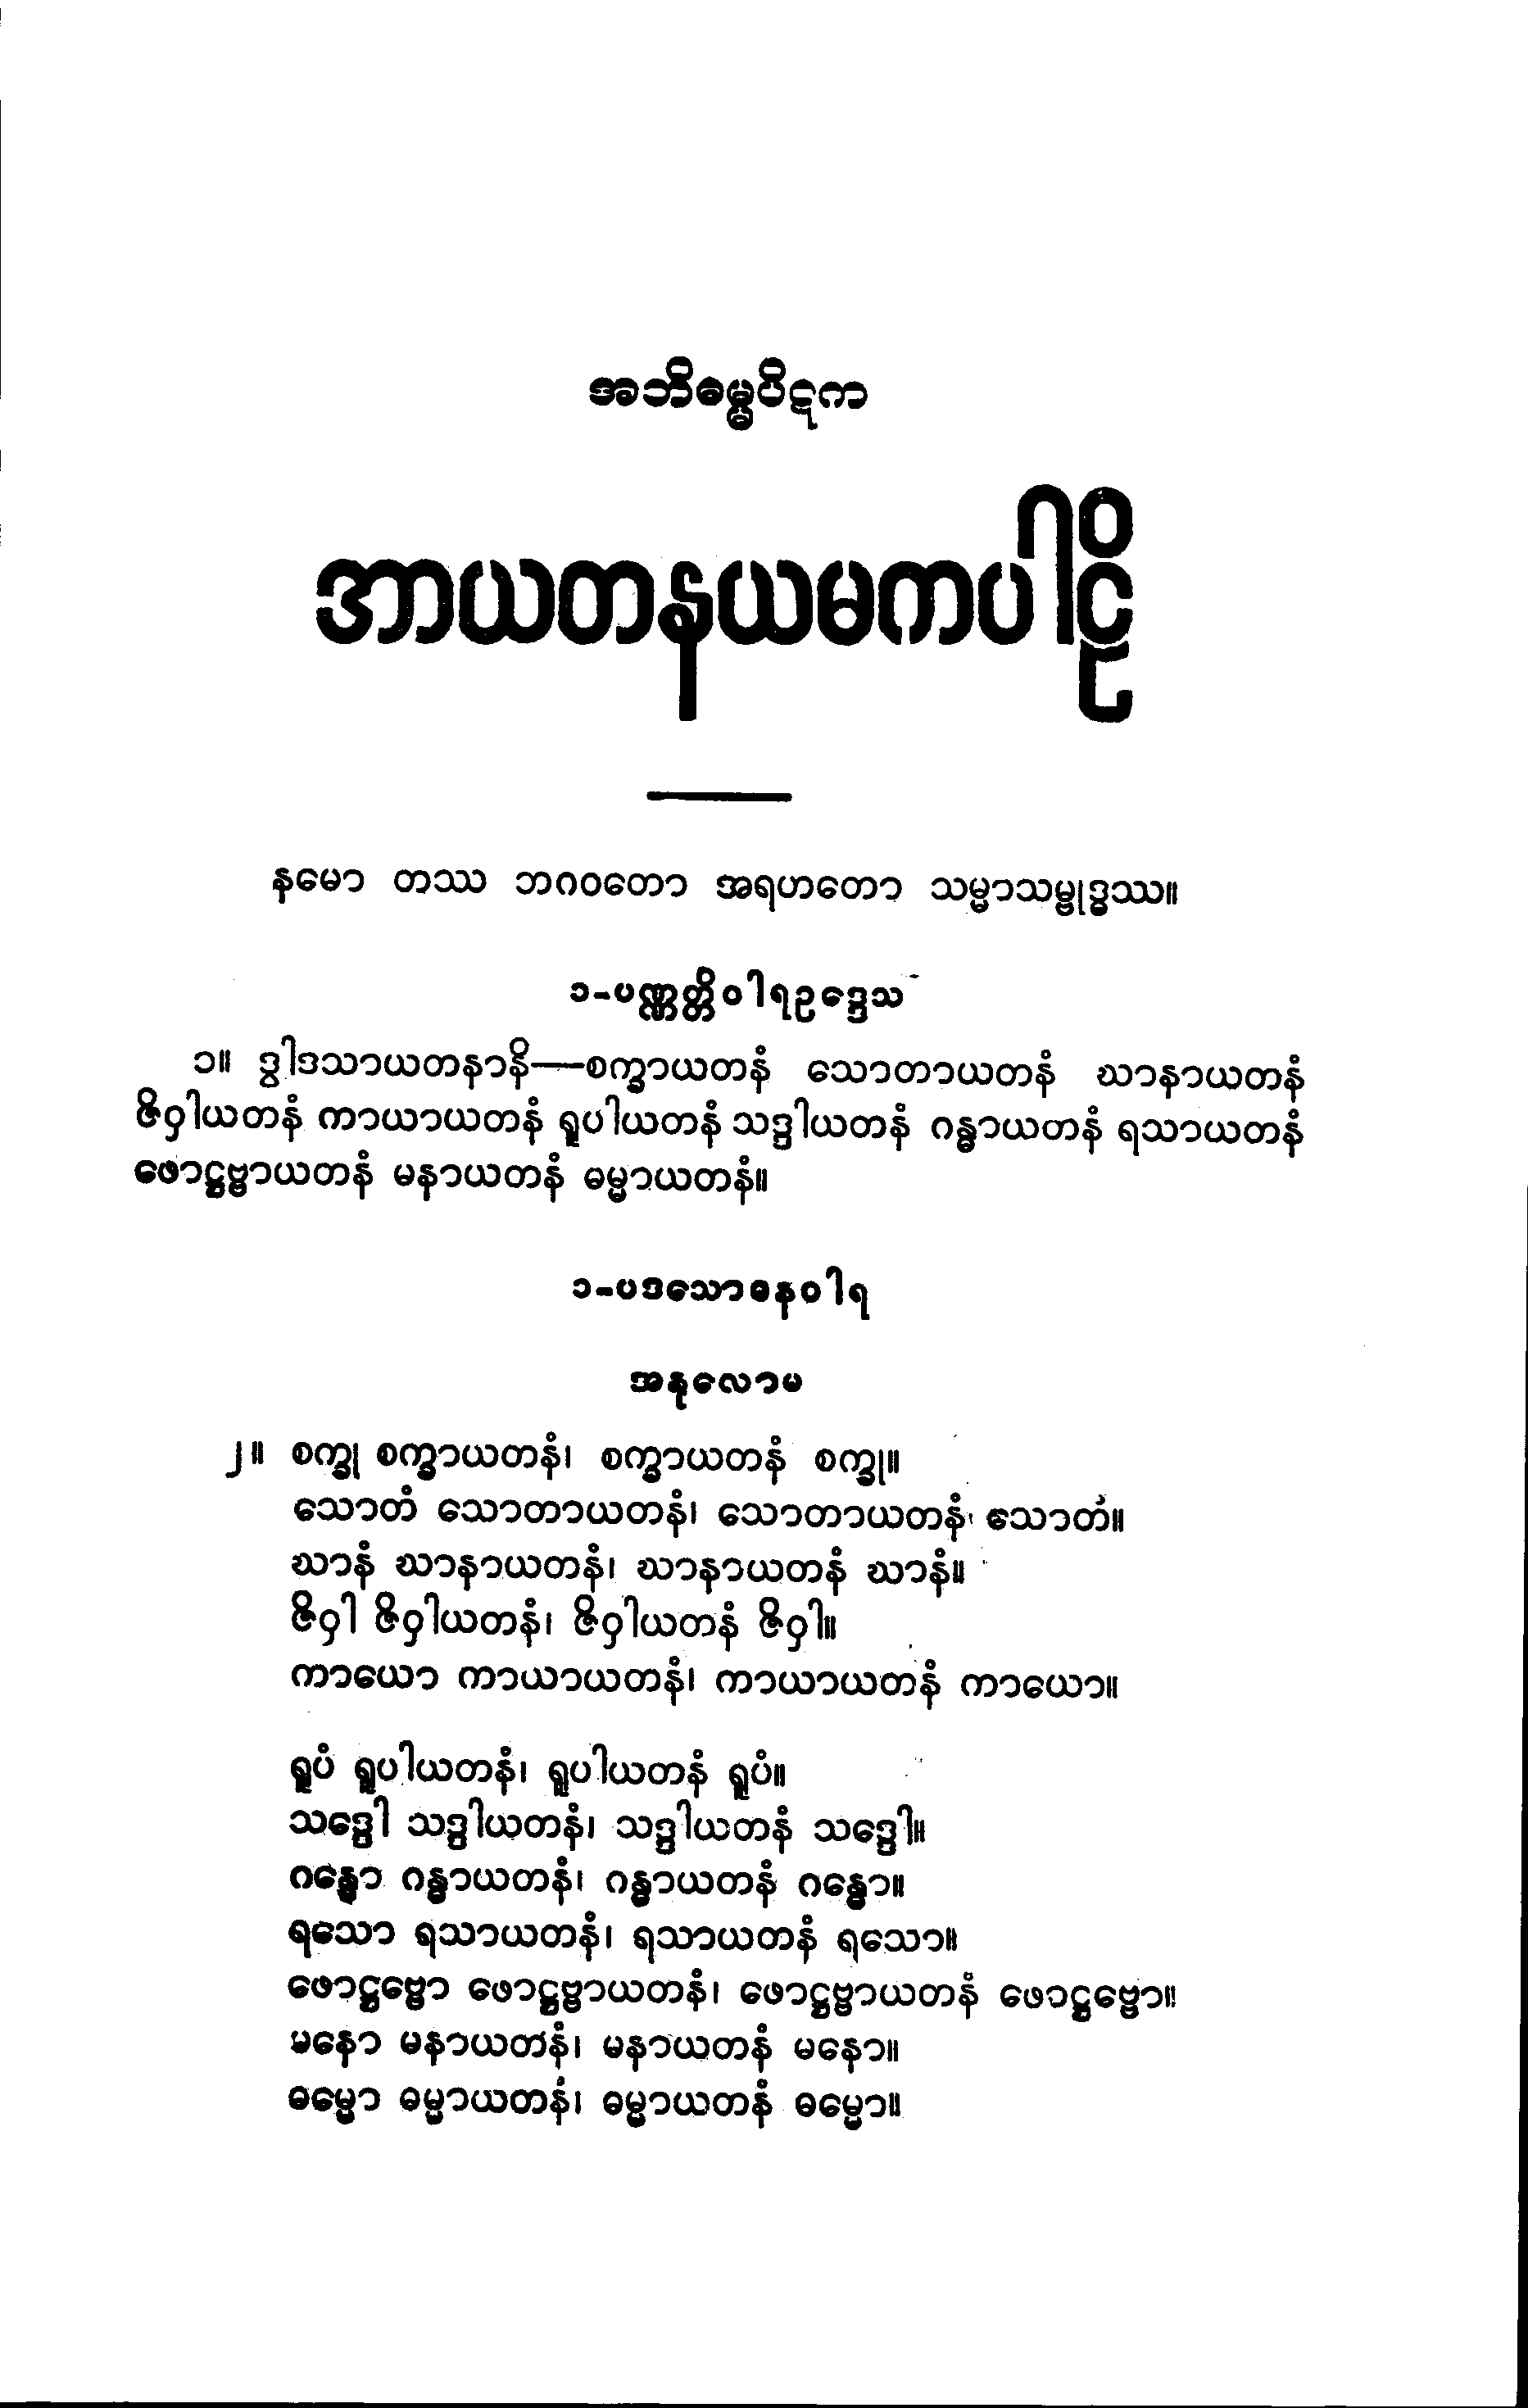 အဘိဓမ္မပိဋက
အာယတနယမကပါဠိ
နမော တဿ ဘဂဝတော အရဟတော သမ္မာသမ္ဗုဒ္ဓဿ။
၁-ပဏ္ဏတ္တိဝါရဥဒ္ဒေသ
၁။ ဒွါဒသာယတနာနိ—စက္ခာယတနံ သောတာယတနံ ဃာနာယတနံ
ဇိဝှါယတနံ ကာယာယတနံ ရူပါယတနံ သဒ္ဒါယတနံ ဂန္ဓာယတနံ ရသာယတနံ
ဖောဋ္ဌဗ္ဗာယတနံ မနာယတနံ ဓမ္မာယတနံ။
၁-ပဒသောဓနဝါရ
အနုလောမ
၂။ စက္ခု စက္ခာယတနံ၊ စက္ခာယတနံ စက္ခု။
သောတံ သောတာယတနံ၊ သောတာယတနံ သောတံ။
ဃာနံ ဃာနာယတနံ၊ ဃာနာယတနံ ဃာနံ။
ဇိဝှါ ဇိဝှါယတနံ၊ ဇိဝှါယတနံ ဇိဝှါ။
ကာယော ကာယာယတနံ၊ ကာယာယတနံ ကာယော။
ရူပံ ရူပါယတနံ၊ ရူပါယတနံ ရူပံ။
သဒ္ဒေါ သဒ္ဒါယတနံ၊ သဒ္ဒါယတနံ သဒ္ဒေါ။
ဂန္ဓော ဂန္ဓာယတနံ၊ ဂန္ဓာယတနံ ဂန္ဓော။
ရသော ရသာယတနံ၊ ရသာယတနံ ရသော။
ဖောဋ္ဌဗ္ဗော ဖောဋ္ဌဗ္ဗာယတနံ၊ ဖောဋ္ဌဗ္ဗာယတနံ ဖောဋ္ဌဗ္ဗော။
မနော မနာယတနံ၊ မနာယတနံ မနော။
ဓမ္မော ဓမ္မာယတနံ၊ ဓမ္မာယတနံ ဓမ္မော။